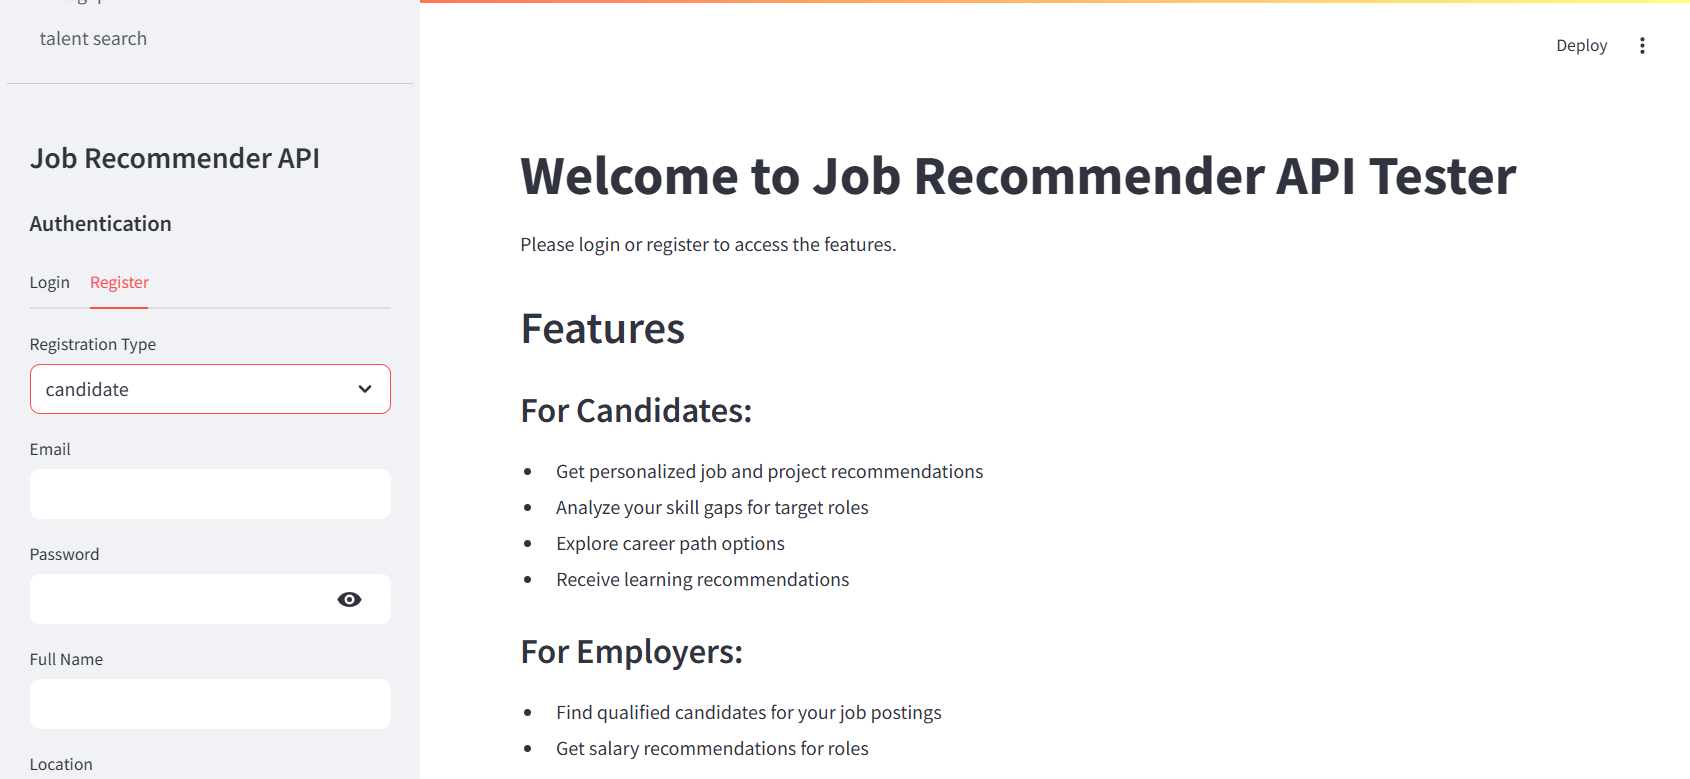 talent search
Job Recommender API
Authentication
Login Register
Registration Type
candidate
Email
Password
Full Name
Location
Deploy
Welcome to Job Recommender API Tester
Please login or register to access the features.
Features
For Candidates:
Get personalized job and project recommendations
Analyze your skill gaps for target roles
Explore career path options
Receive learning recommendations
For Employers:
Find qualified candidates for your job postings
Get salary recommendations for roles